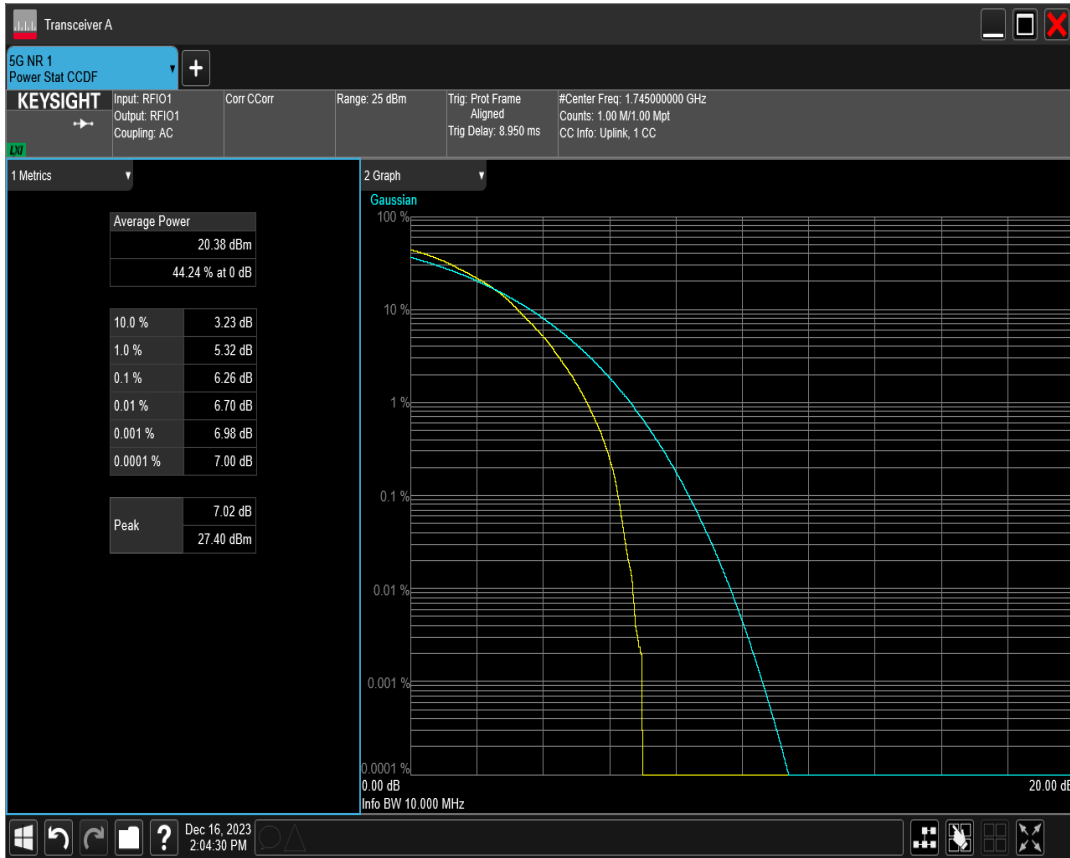 Transceiver A
5G NR 1
Power Stat CCDF
KEYSIGHT
LXI
Input: RFIO1
Output: RFIO1
Coupling: AC
Corr CCorr
Range: 25 dBm
Trig: Prot Frame
Aligned
Trig Delay: 8.950 ms
#Center Freq: 1.745000000 GHz
Counts: 1.00 M/1.00 Mpt
CC Info: Uplink, 1 CC
1 Metrics
Average Power
20.38 dBm
44.24 % at 0 dB
10.0 % 3.23 dB
1.0 % 5.32 dB
0.1 % 6.26 dB
0.01 % 6.70 dB
0.001 % 6.98 dB
0.0001 % 7.00 dB
Peak 7.02 dB
27.40 dBm
2 Graph
Gaussian
100 %
10 %
1 %
0.1 %
0.01 %
0.001 %
0.0001 %
0.00 dB 20.00 dB
Info BW 10.000 MHz
? Dec 16, 2023
2:04:30 PM